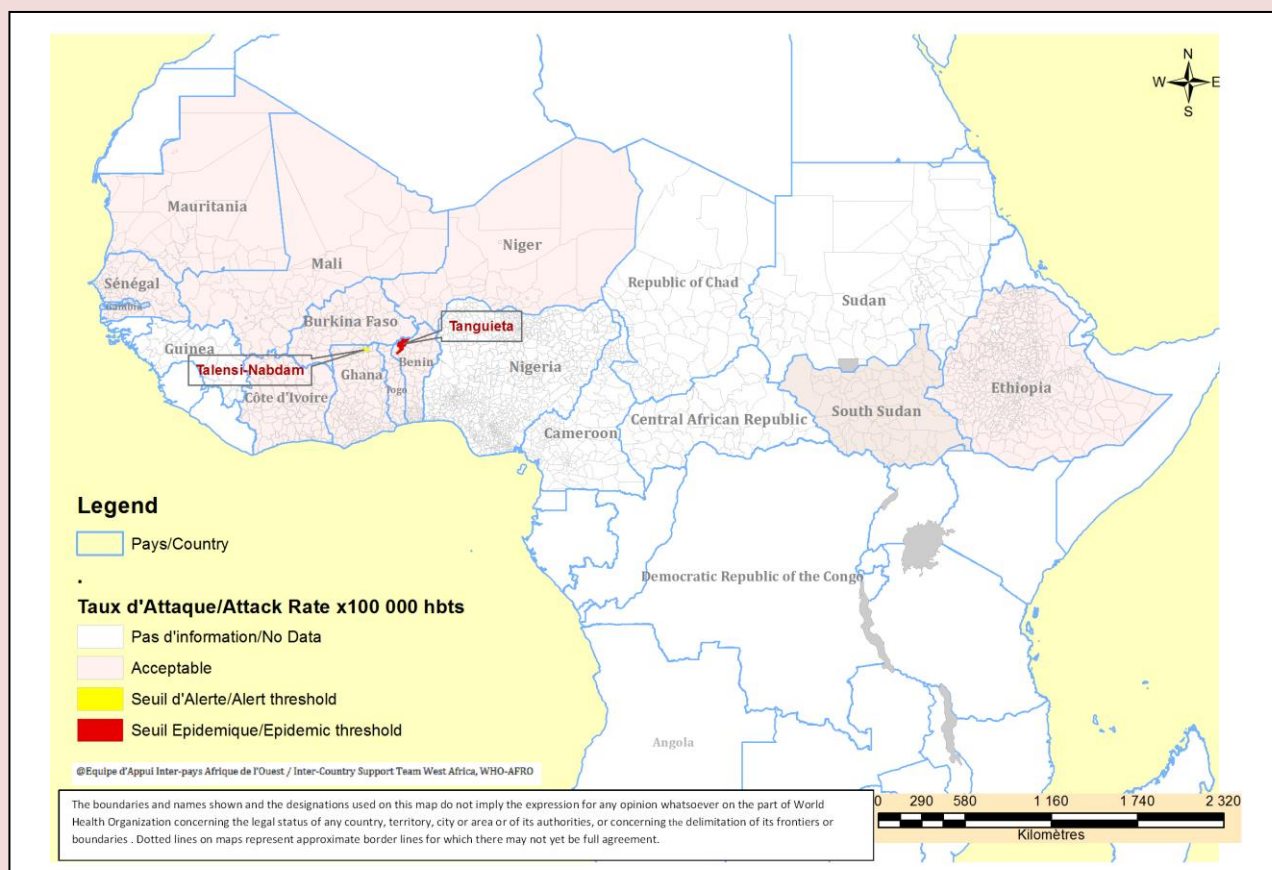 N
W E
S
Mauritania
Niger
Mali
Sénégal
Gambia
Republic of Chad
Sudan
Burkina Faso
Tanguieta
Guinea
Benin
Talensi-Nabdam
Ghana
Togo
Nigeria
Ethiopia
Côte d'Ivoire
South Sudan
Central African Republic
Cameroon
Democratic Republic of the Congo
Angola
Legend
Pays/Country
.
Taux d'Attaque/Attack Rate x100 000 hbts
Pas d'information/No Data
Acceptable
Seuil d'Alerte/Alert threshold
Seuil Epidemique/Epidemic threshold
@Equipe d'Appui Inter-pays Afrique de l'Ouest / Inter-Country Support Team West Africa, WHO-AFRO
The boundaries and names shown and the designations used on this map do not imply the expression for any opinion whatsoever on the part of World
Health Organization concerning the legal status of any country, territory, city or area or of its authorities, or concerning the delimitation of its frontiers or
boundaries . Dotted lines on maps represent approximate border lines for which there may not yet be full agreement.
0 290 580 1 160 1 740 2 320
Kilomètres